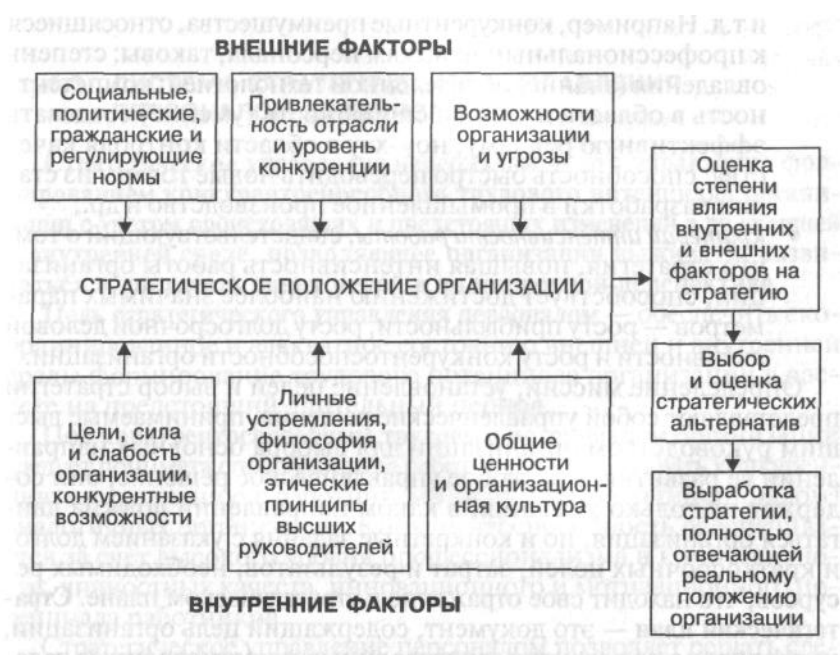 ВНЕШНИЕ ФАКТОРЫ
Социальные,
политические,
гражданские и
регулирующие
нормы
Привлекатель-
ность отрасли
и уровень
конкуренции
Возможности
организации
и угрозы
СТРАТЕГИЧЕСКОЕ ПОЛОЖЕНИЕ ОРГАНИЗАЦИИ
Цель, сила
и слабость
организации,
конкурентные
возможности
Личные
устремления,
философия
организации,
этические
принципы
высших
руководителей
Общие
ценности
и организацион-
ная культура
ВНУТРЕННИЕ ФАКТОРЫ
Оценка
степени
влияния
внутренних
и внешних
факторов на
стратегию
Выбор
и оценка
стратегических
альтернатив
Выработка
стратегии,
полностью
отвечающей
реальному
положению
организации